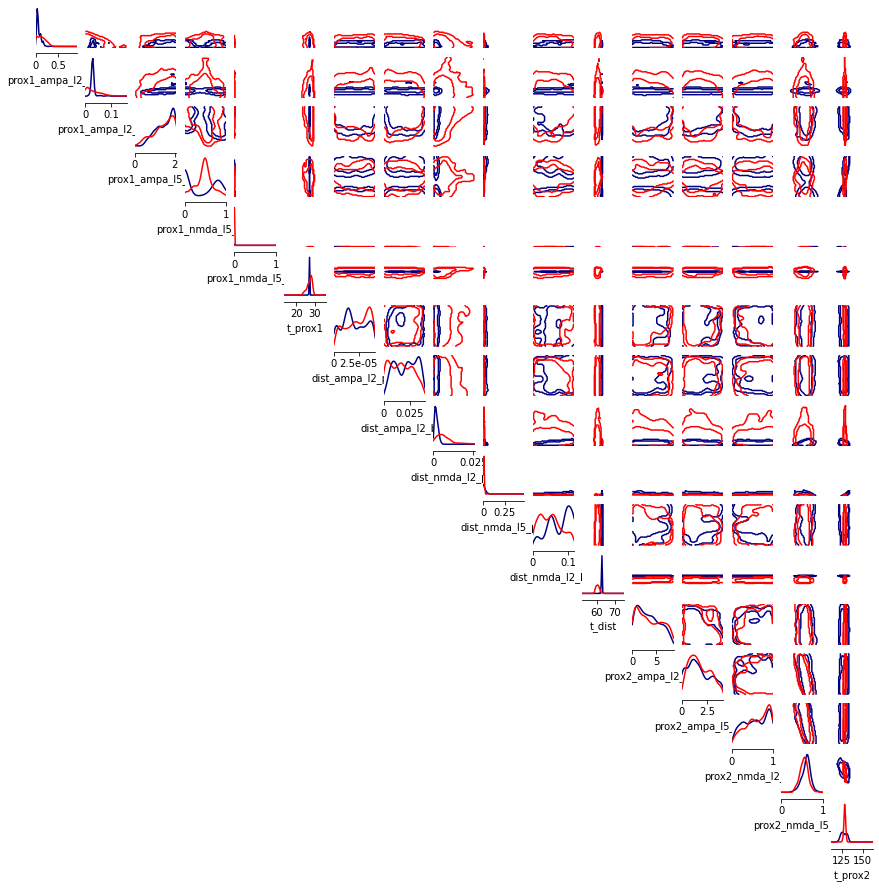 0 0.5
prox1_ampa_l2_
0 0.1
prox1_ampa_l2_
0 2
prox1_ampa_l5_
0 1
prox1_nmda_l5_
0 1
prox1_nmda_l5_
20 30
t_prox1
0 2.5e-05
dist_ampa_l2_
0 0.025
dist_ampa_l2_
0 0.025
dist_nmda_l2_
0 0.25
dist_nmda_l5_
0 0.1
dist_nmda_l2_
60 70
t_dist
0 5
prox2_ampa_l2_
0 2.5
prox2_ampa_l5_
0 1
prox2_nmda_l2_
0 1
prox2_nmda_l5_
125 150
t_prox2